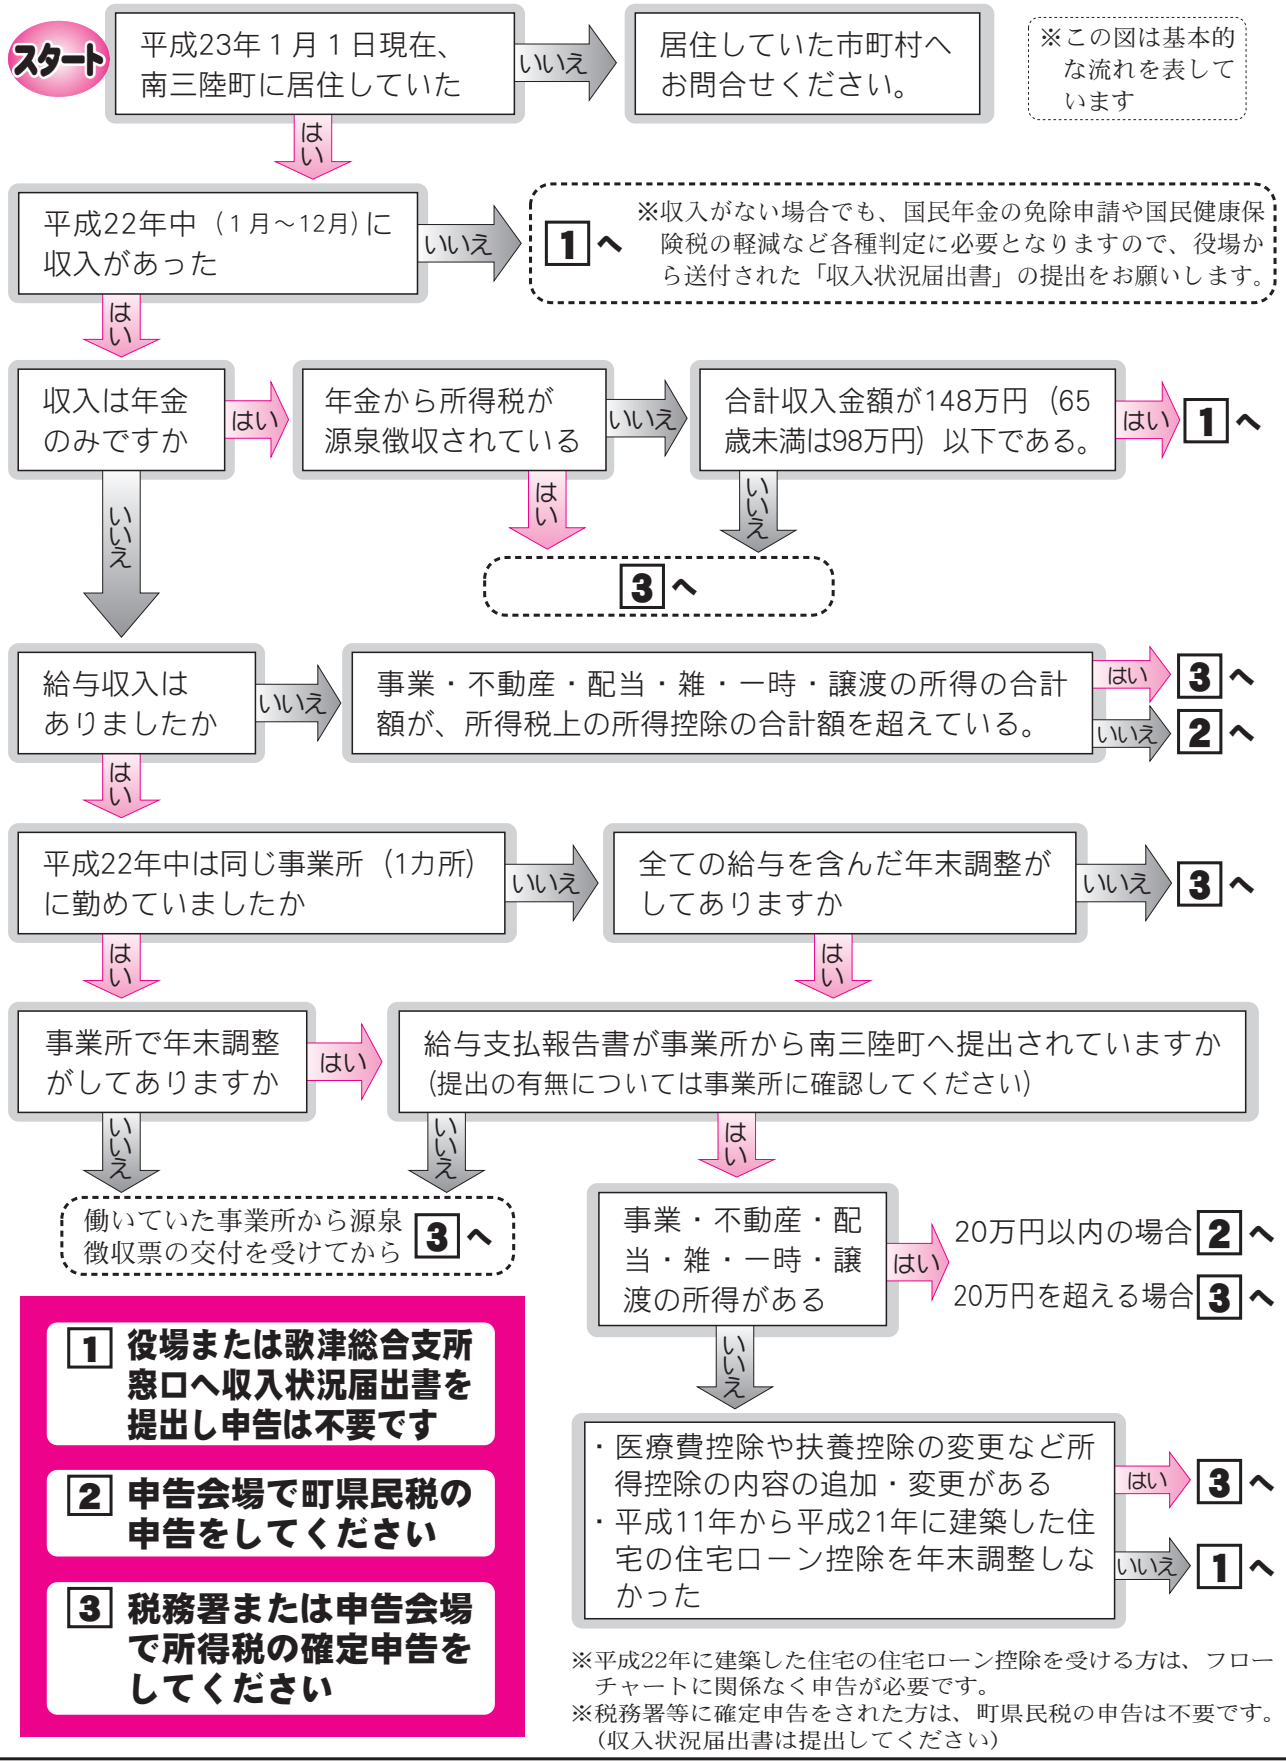 スタート
平成23年1月1日現在、
南三陸町に居住していた
いいえ
居住していた市町村へ
お問合せください。
※この図は基本的
な流れを表して
います
はい
平成22年中（1月～12月）に
収入があった
いいえ
1へ
※収入がない場合でも、国民年金の免除申請や国民健康保
険税の軽減など各種判定に必要となりますので、役場か
ら送付された「収入状況届出書」の提出をお願いします。
はい
収入は年金
のみですか
はい
年金から所得税が
源泉徴収されている
いいえ
合計収入金額が148万円（65
歳未満は98万円）以下である。
はい
1へ
いいえ
はい
いいえ
3へ
給与収入は
ありましたか
いいえ
事業・不動産・配当・雑・一時・譲渡の所得の合計
額が、所得税上の所得控除の合計額を超えている。
はい
3へ
いいえ
2へ
はい
平成22年中は同じ事業所（1カ所）
に勤めていましたか
いいえ
全ての給与を含んだ年末調整が
してありますか
いいえ
3へ
はい
はい
事業所で年末調整
がしてありますか
はい
給与支払報告書が事業所から南三陸町へ提出されていますか
（提出の有無については事業所に確認してください）
いいえ
いいえ
はい
働いていた事業所から源泉
徴収票の交付を受けてから
3へ
事業・不動産・配
当・雑・一時・譲
渡の所得がある
はい
20万円以内の場合2へ
20万円を超える場合3へ
いいえ
・医療費控除や扶養控除の変更など所
得控除の内容の追加・変更がある
・平成11年から平成21年に建築した住
宅の住宅ローン控除を年末調整しな
かった
はい
3へ
いいえ
1へ
1 役場または歌津総合支所
窓口へ収入状況届出書を
提出し申告は不要です
2 申告会場で町県民税の
申告をしてください
3 税務署または申告会場
で所得税の確定申告を
してください
※平成22年に建築した住宅の住宅ローン控除を受ける方は、フロー
チャートに関係なく申告が必要です。
※税務署等に確定申告をされた方は、町県民税の申告は不要です。
（収入状況届出書は提出してください）